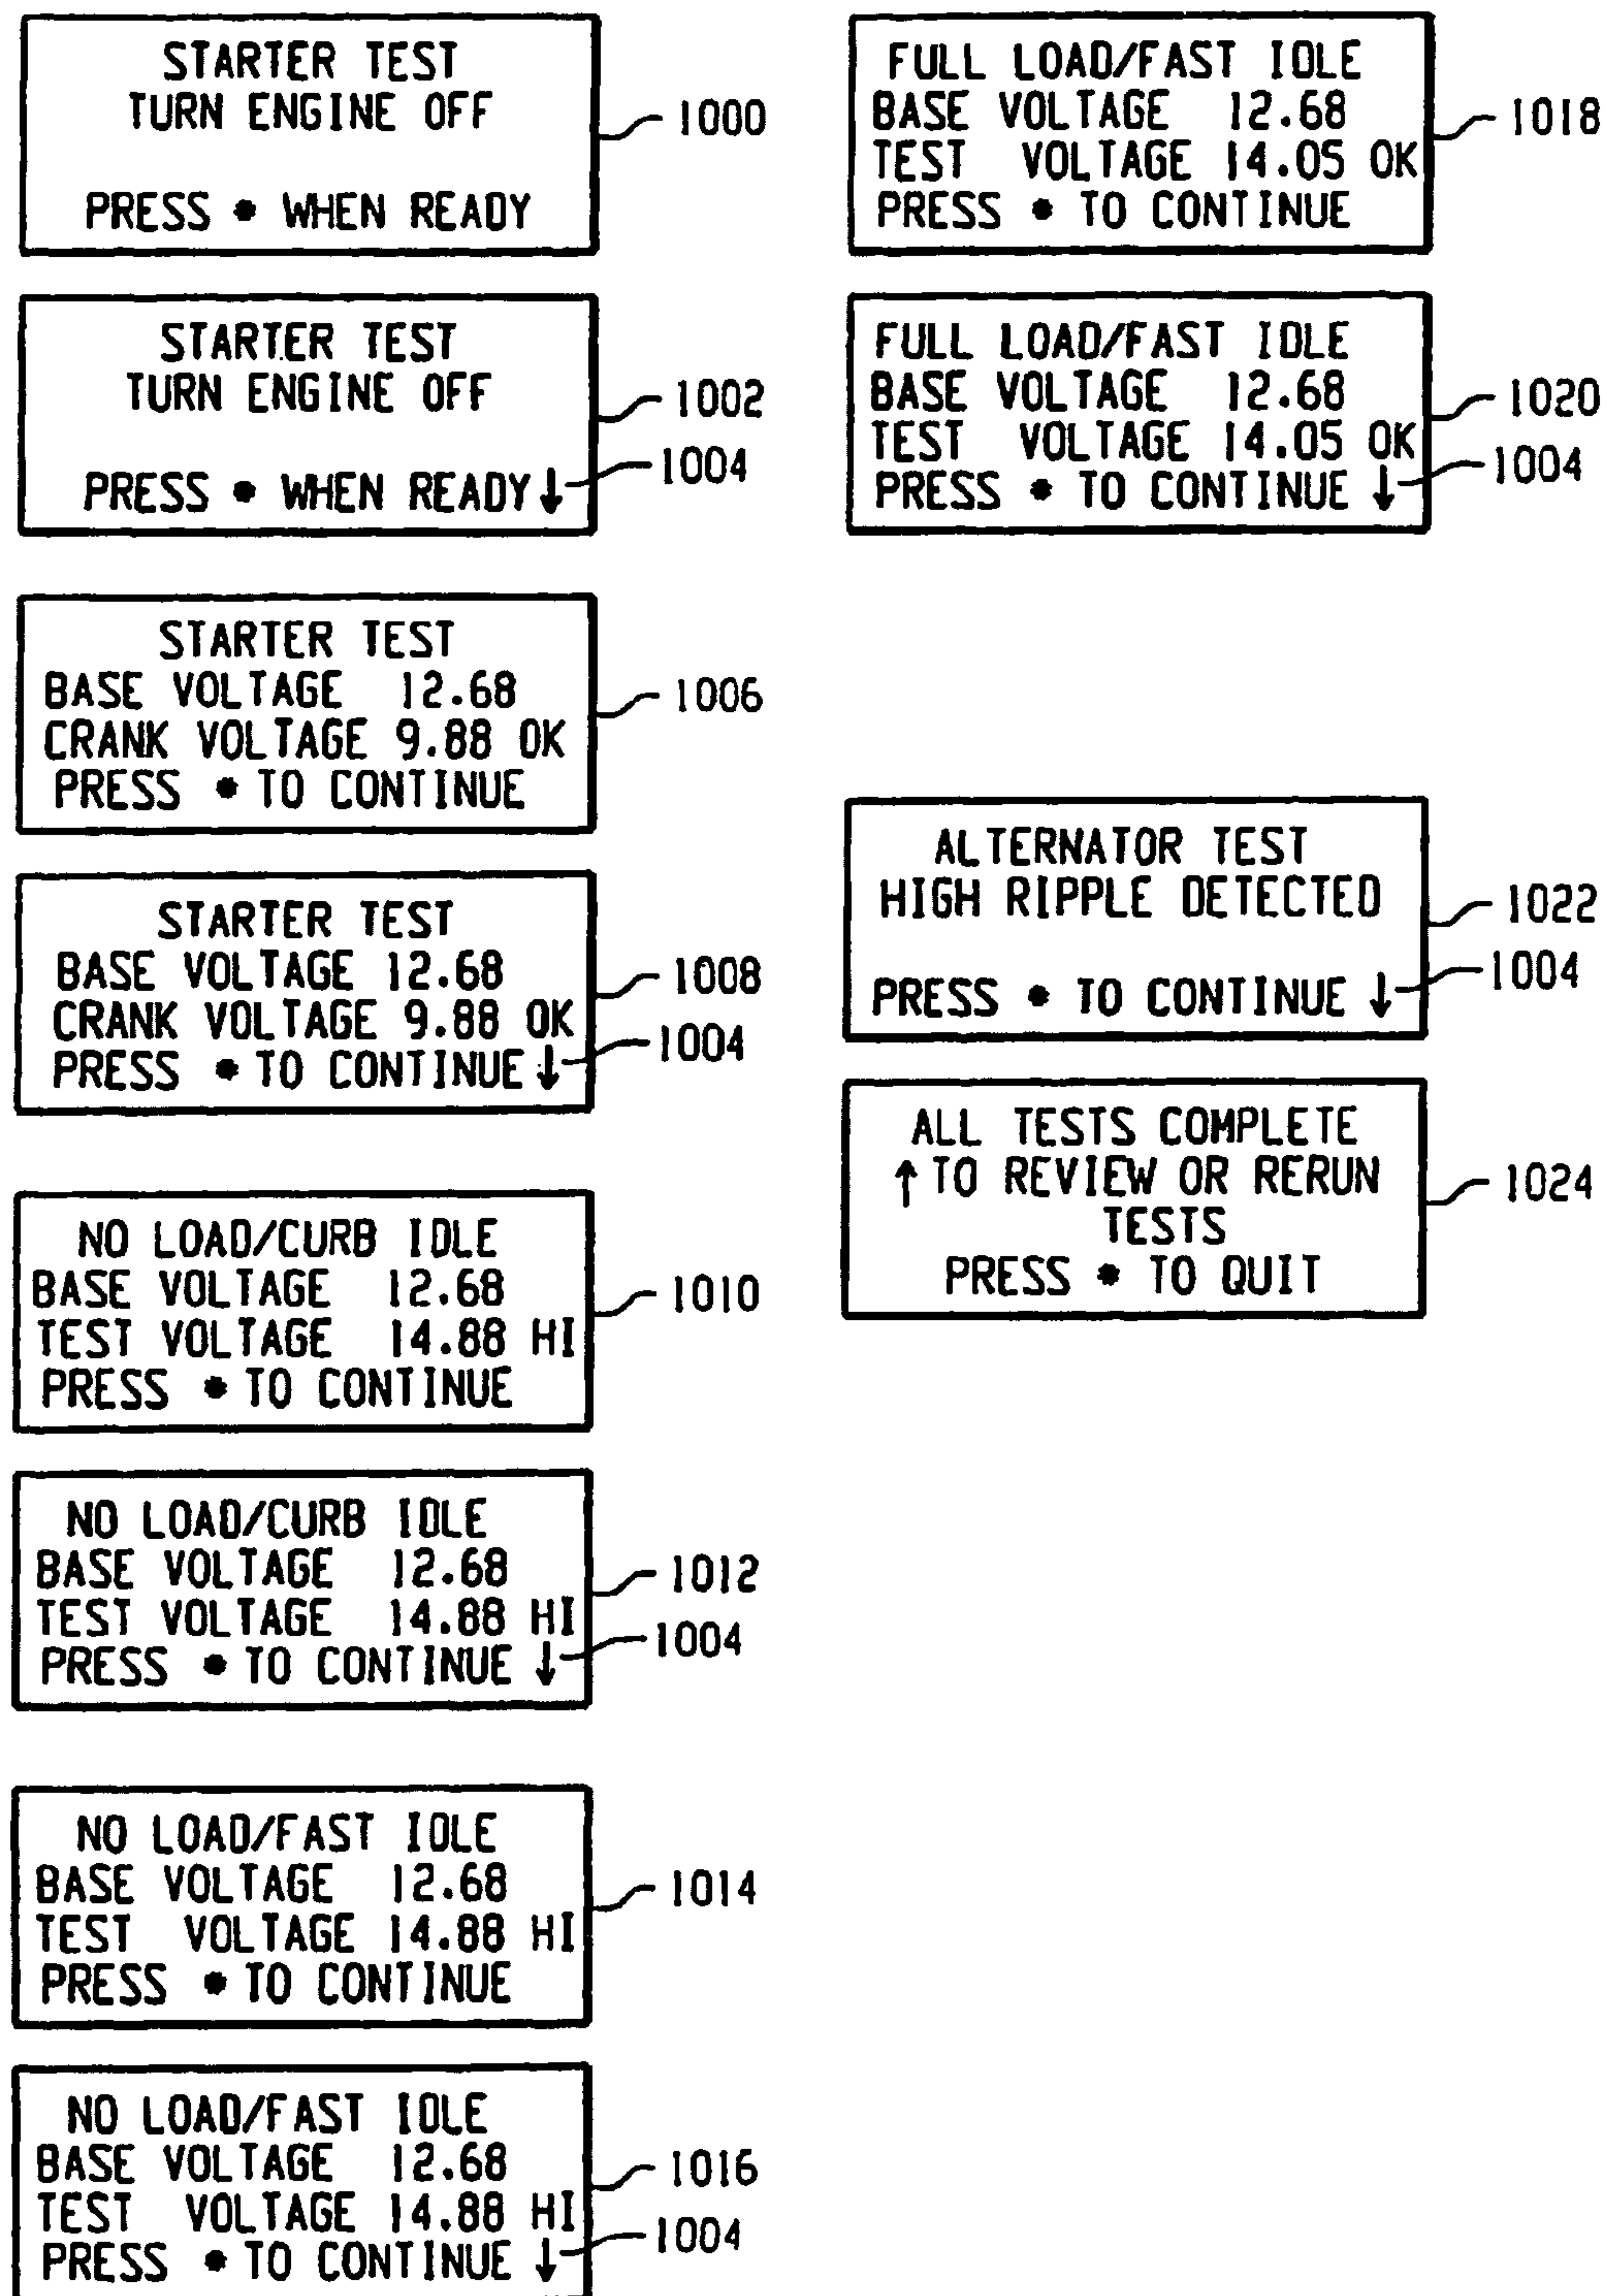 STARTER TEST
TURN ENGINE OFF
PRESS * WHEN READY
1000
STARTER TEST
TURN ENGINE OFF
PRESS * WHEN READY ↓
1002
1004
STARTER TEST
BASE VOLTAGE 12.68
CRANK VOLTAGE 9.88 OK
PRESS * TO CONTINUE
1006
STARTER TEST
BASE VOLTAGE 12.68
CRANK VOLTAGE 9.88 OK
PRESS * TO CONTINUE ↓
1008
1004
NO LOAD/CURB IDLE
BASE VOLTAGE 12.68
TEST VOLTAGE 14.88 HI
PRESS * TO CONTINUE
1010
NO LOAD/CURB IDLE
BASE VOLTAGE 12.68
TEST VOLTAGE 14.88 HI
PRESS * TO CONTINUE ↓
1012
1004
NO LOAD/FAST IDLE
BASE VOLTAGE 12.68
TEST VOLTAGE 14.88 HI
PRESS * TO CONTINUE
1014
NO LOAD/FAST IDLE
BASE VOLTAGE 12.68
TEST VOLTAGE 14.88 HI
PRESS * TO CONTINUE ↓
1016
1004
FULL LOAD/FAST IDLE
BASE VOLTAGE 12.68
TEST VOLTAGE 14.05 OK
PRESS * TO CONTINUE
1018
FULL LOAD/FAST IDLE
BASE VOLTAGE 12.68
TEST VOLTAGE 14.05 OK
PRESS * TO CONTINUE ↓
1020
1004
ALTERNATOR TEST
HIGH RIPPLE DETECTED
PRESS * TO CONTINUE ↓
1022
1004
ALL TESTS COMPLETE
↑ TO REVIEW OR RERUN
TESTS
PRESS * TO QUIT
1024